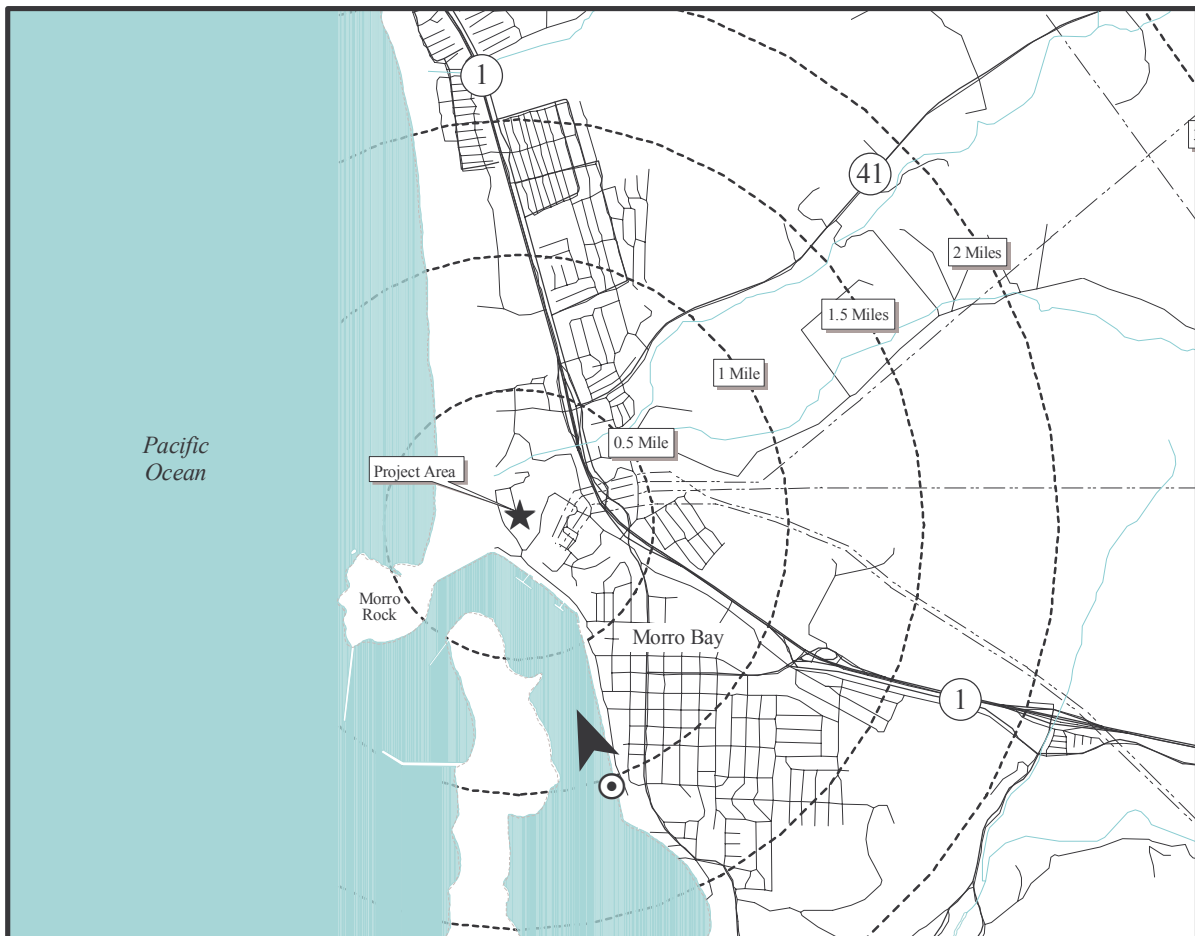 1
41
2 Miles
1.5 Miles
1 Mile
0.5 Mile
Pacific
Ocean
Project Area
Morro
Rock
Morro Bay
1